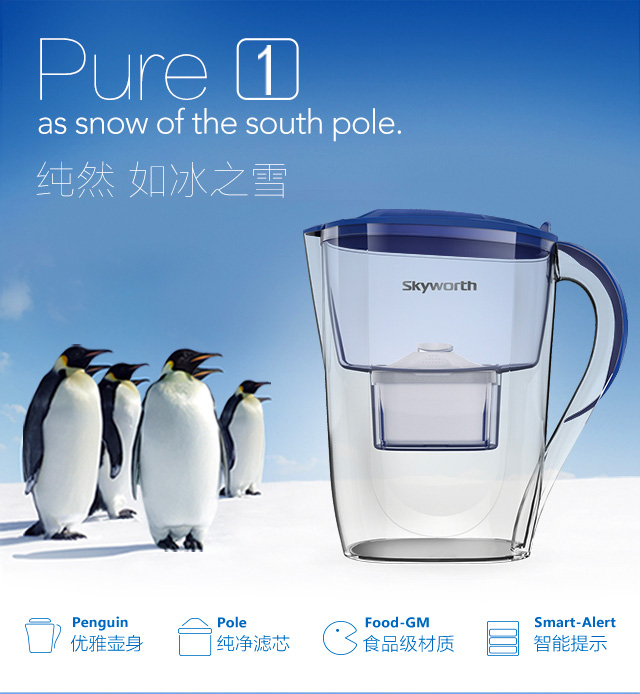 Pure 1
as snow of the south pole.
纯然 如冰之雪
Skyworth
Penguin
优雅壶身
Pole
纯净滤芯
Food-GM
食品级材质
Smart-Alert
智能提示